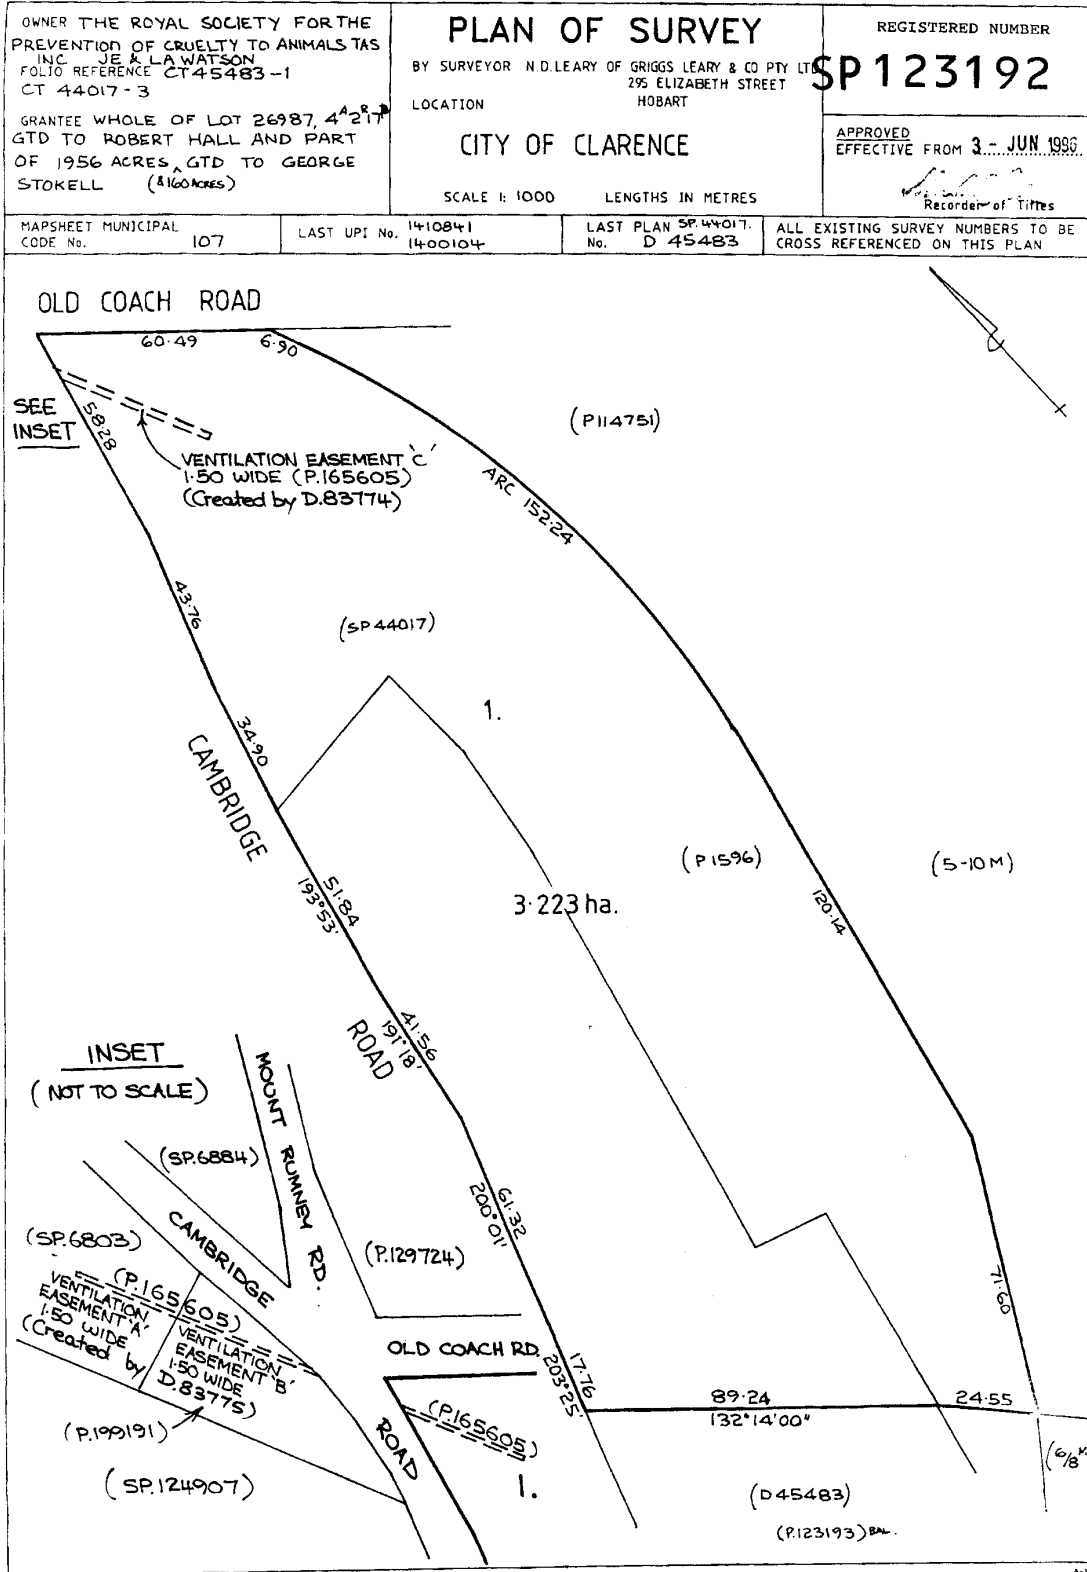 OWNER THE ROYAL SOCIETY FOR THE
PREVENTION OF CRUELTY TO ANIMALS TAS
INC JE & LA WATSON
FOLIO REFERENCE CT 45483-1
CT 44017-3
GRANTEE WHOLE OF LOT 26987, 4A 2R 17P
GTD TO ROBERT HALL AND PART
OF 1956 ACRES GTD TO GEORGE
STOKELL (& 160 ACRES)
PLAN OF SURVEY
BY SURVEYOR N.D.LEARY OF GRIGGS LEARY & CO PTY LTD
295 ELIZABETH STREET
HOBART
LOCATION
CITY OF CLARENCE
SCALE 1: 1000 LENGTHS IN METRES
REGISTERED NUMBER
SP123192
APPROVED
EFFECTIVE FROM 3 - JUN 1996
Recorder of Titles
MAPSHEET MUNICIPAL
CODE No. 107
LAST UPI No. 1410841
1400104
LAST PLAN SP.44017.
No. D 45483
ALL EXISTING SURVEY NUMBERS TO BE
CROSS REFERENCED ON THIS PLAN
OLD COACH ROAD
60·49
6·90
SEE
INSET
58·28
VENTILATION EASEMENT 'C'
1·50 WIDE (P.165605)
(Created by D.83774)
(P114751)
ARC 152·24
43·76
(SP44017)
1.
34·90
CAMBRIDGE
ROAD
(P1596)
(5-10M)
51·84
193°53'
3·223ha.
120·14
41·56
191°18'
INSET
(NOT TO SCALE)
MOUNT RUMNEY RD.
(SP.6884)
CAMBRIDGE
ROAD
(SP.6803)
(P.165605)
VENTILATION
EASEMENT 'A'
1·50 WIDE
(Created by
VENTILATION
EASEMENT 'B'
1·50 WIDE
D.83775)
(P.129724)
61·32
200°01'
71·60
OLD COACH RD.
17·76
203°25'
89·24
132°14'00"
24·55
(P.165605)
(P.199191)
(SP.124907)
1.
(D45483)
(P.123193) BAL.
(6/8